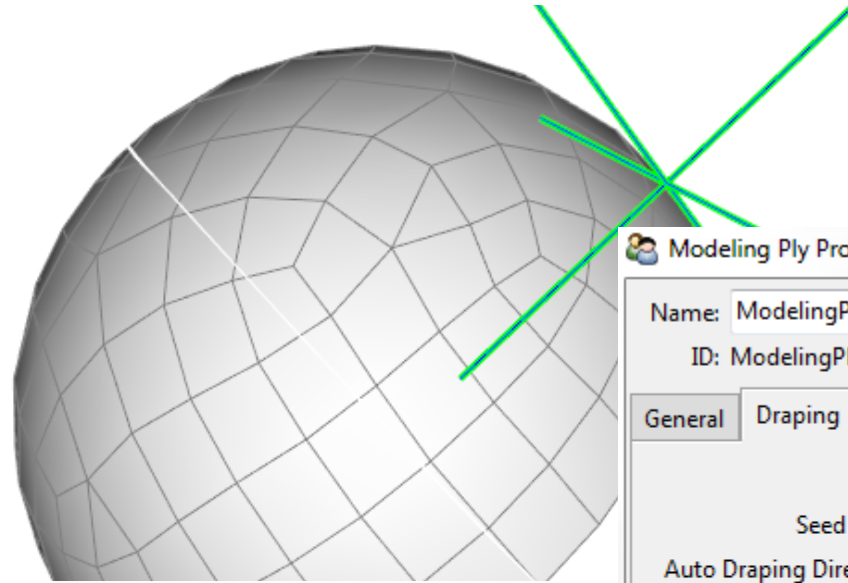 Modeling Ply Pro
Name: ModelingP
ID: ModelingPl
General Draping
Seed
Auto Draping Dire